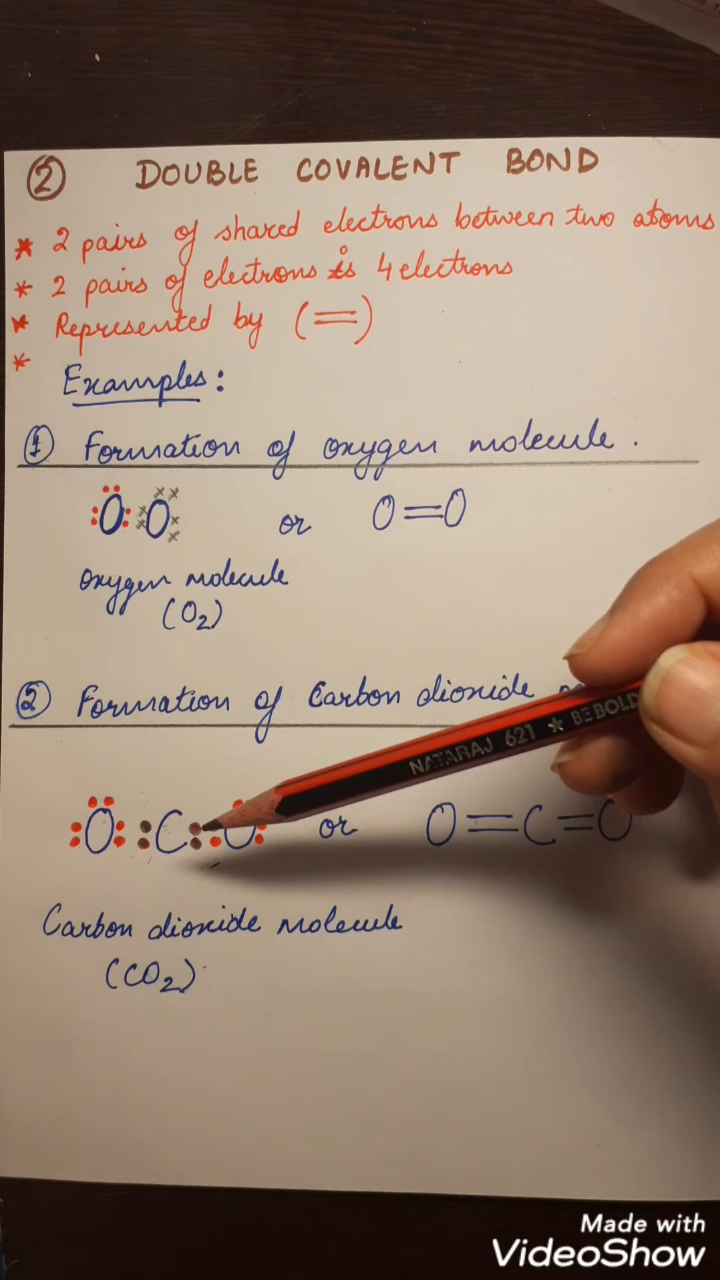 ② DOUBLE COVALENT BOND
* 2 pairs of shared electrons between two atoms
* 2 pairs of electrons is 4 electrons
* Represented by (=)
*
Examples:
① Formation of oxygen molecule.
O O or O=O
oxygen molecule
(O₂)
② Formation of Carbon dioxide
NATARAJ 621 ★ BE BOLD
O C O or O=C=O
Carbon dioxide molecule
(CO₂)
Made with
VideoShow